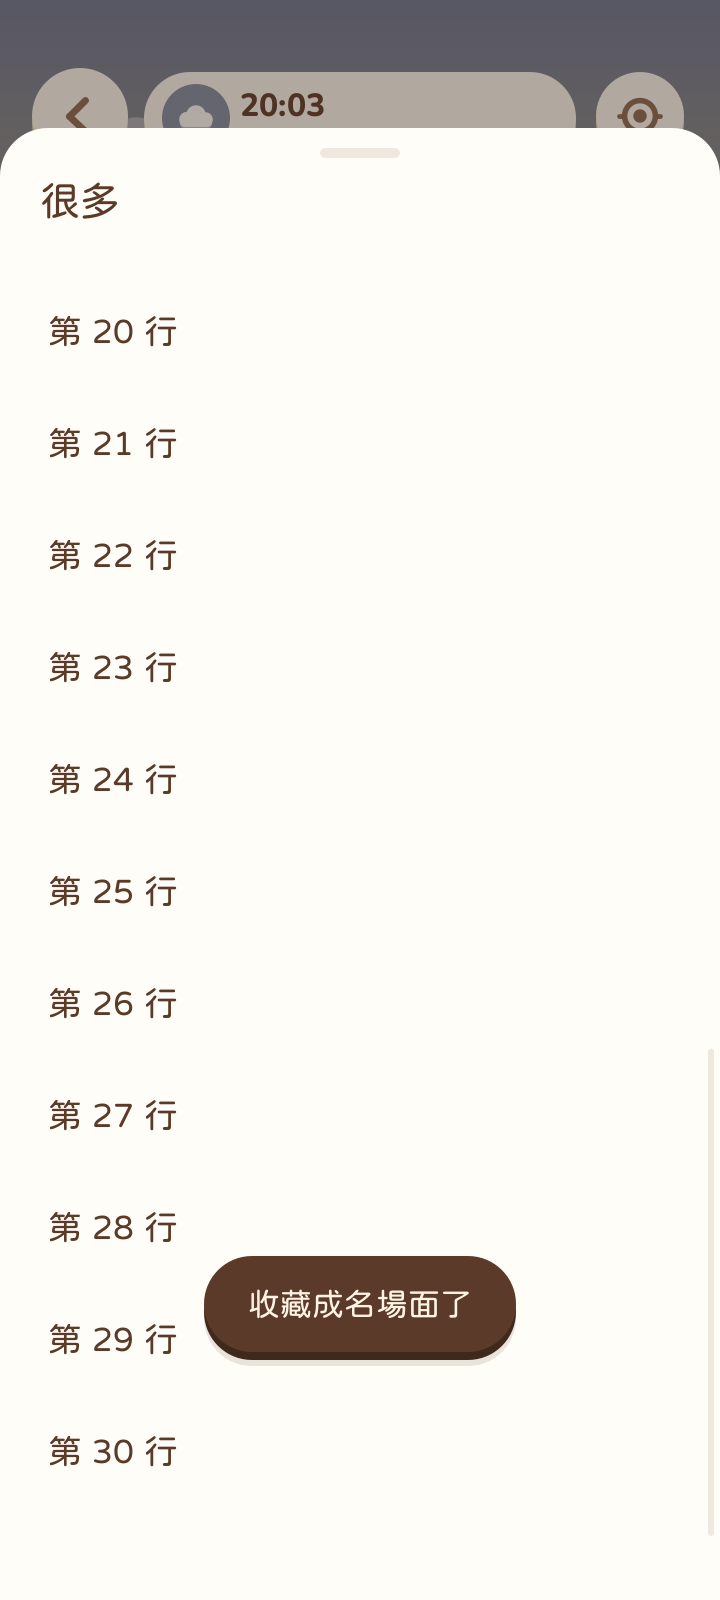 20:03
很多
第 20 行
第 21 行
第 22 行
第 23 行
第 24 行
第 25 行
第 26 行
第 27 行
第 28 行
收藏成名場面了
第 29 行
第 30 行